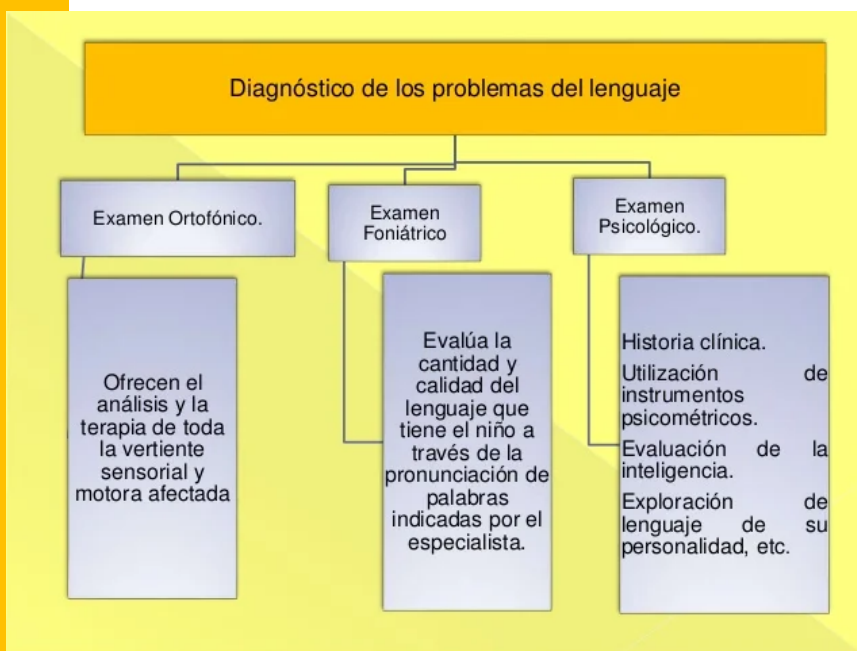 Diagnóstico de los problemas del lenguaje
Examen Ortofónico.
Ofrecen el
análisis y la
terapia de toda
la vertiente
sensorial y
motora afectada
Examen
Foniátrico
Evalúa la
cantidad y
calidad del
lenguaje que
tiene el niño a
través de la
pronunciación de
palabras
indicadas por el
especialista.
Examen
Psicológico.
Historia clínica.
Utilización de
instrumentos
psicométricos.
Evaluación de la
inteligencia.
Exploración de
lenguaje de su
personalidad, etc.